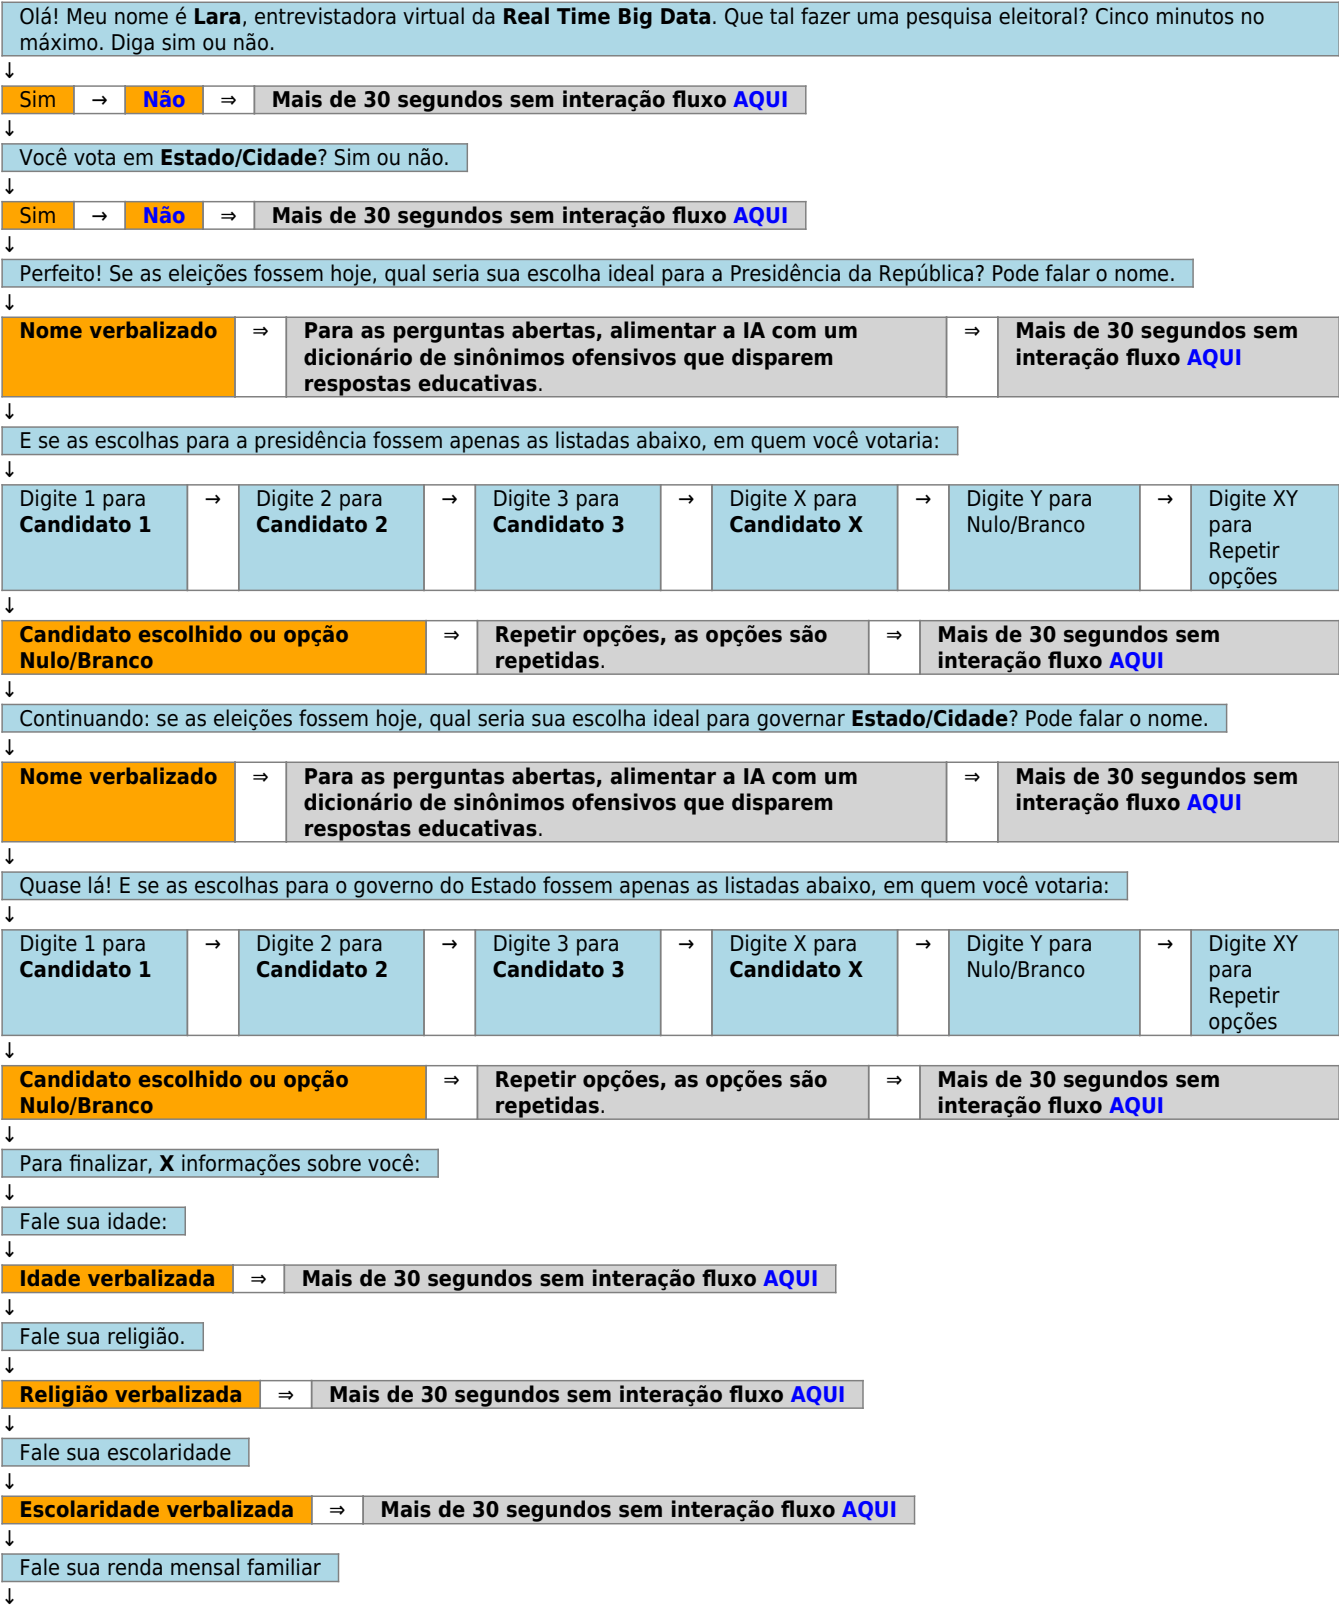 Olá! Meu nome é Lara, entrevistadora virtual da Real Time Big Data. Que tal fazer uma pesquisa eleitoral? Cinco minutos no
máximo. Diga sim ou não.
↓
Sim → Não ⇒ Mais de 30 segundos sem interação fluxo AQUI
↓
Você vota em Estado/Cidade? Sim ou não.
↓
Sim → Não ⇒ Mais de 30 segundos sem interação fluxo AQUI
↓
Perfeito! Se as eleições fossem hoje, qual seria sua escolha ideal para a Presidência da República? Pode falar o nome.
↓
Nome verbalizado ⇒ Para as perguntas abertas, alimentar a IA com um
dicionário de sinônimos ofensivos que disparem
respostas educativas.
⇒ Mais de 30 segundos sem
interação fluxo AQUI
↓
E se as escolhas para a presidência fossem apenas as listadas abaixo, em quem você votaria:
↓
Digite 1 para
Candidato 1
→
Digite 2 para
Candidato 2
→
Digite 3 para
Candidato 3
→
Digite X para
Candidato X
→
Digite Y para
Nulo/Branco
→
Digite XY
para
Repetir
opções
↓
Candidato escolhido ou opção
Nulo/Branco
⇒
Repetir opções, as opções são
repetidas.
⇒
Mais de 30 segundos sem
interação fluxo AQUI
↓
Continuando: se as eleições fossem hoje, qual seria sua escolha ideal para governar Estado/Cidade? Pode falar o nome.
↓
Nome verbalizado ⇒ Para as perguntas abertas, alimentar a IA com um
dicionário de sinônimos ofensivos que disparem
respostas educativas.
⇒ Mais de 30 segundos sem
interação fluxo AQUI
↓
Quase lá! E se as escolhas para o governo do Estado fossem apenas as listadas abaixo, em quem você votaria:
↓
Digite 1 para
Candidato 1
→
Digite 2 para
Candidato 2
→
Digite 3 para
Candidato 3
→
Digite X para
Candidato X
→
Digite Y para
Nulo/Branco
→
Digite XY
para
Repetir
opções
↓
Candidato escolhido ou opção
Nulo/Branco
⇒
Repetir opções, as opções são
repetidas.
⇒
Mais de 30 segundos sem
interação fluxo AQUI
↓
Para finalizar, X informações sobre você:
↓
Fale sua idade:
↓
Idade verbalizada ⇒ Mais de 30 segundos sem interação fluxo AQUI
↓
Fale sua religião.
↓
Religião verbalizada ⇒ Mais de 30 segundos sem interação fluxo AQUI
↓
Fale sua escolaridade
↓
Escolaridade verbalizada ⇒ Mais de 30 segundos sem interação fluxo AQUI
↓
Fale sua renda mensal familiar
↓